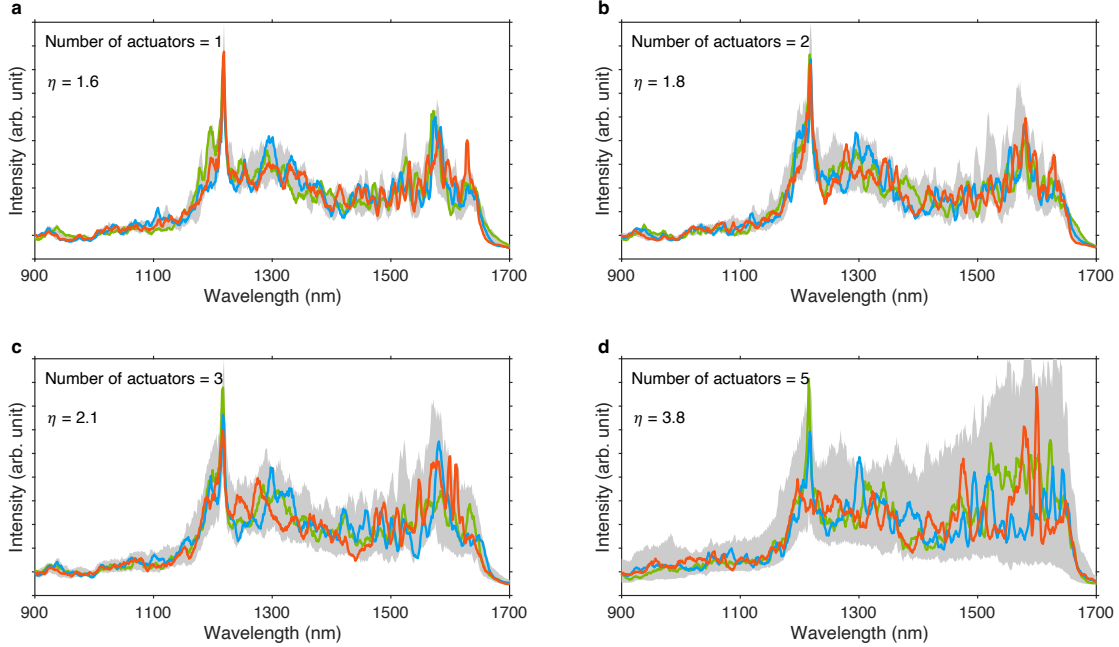 a
Number of actuators = 1
η = 1.6
Intensity (arb. unit)
900 1100 1300 1500 1700
Wavelength (nm)
b
Number of actuators = 2
η = 1.8
Intensity (arb. unit)
900 1100 1300 1500 1700
Wavelength (nm)
c
Number of actuators = 3
η = 2.1
Intensity (arb. unit)
900 1100 1300 1500 1700
Wavelength (nm)
d
Number of actuators = 5
η = 3.8
Intensity (arb. unit)
900 1100 1300 1500 1700
Wavelength (nm)